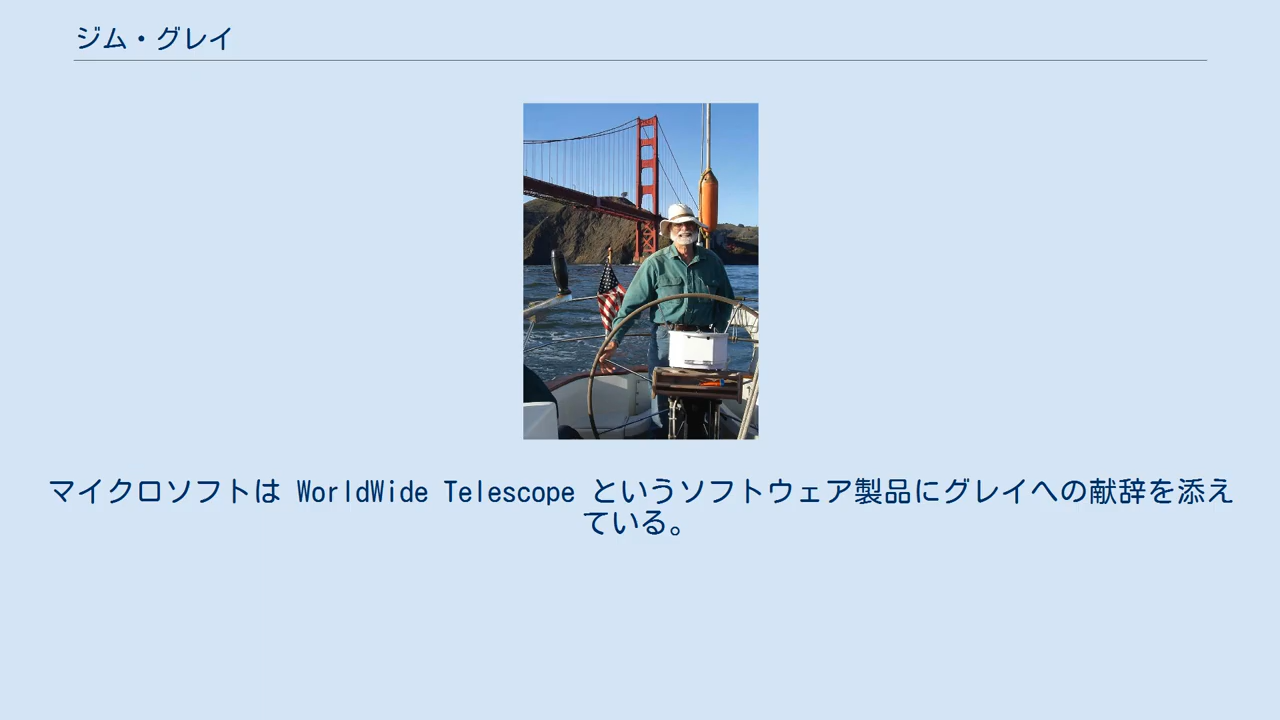 ジム・グレイ
マイクロソフトは WorldWide Telescope というソフトウェア製品にグレイへの献辞を添え
ている。